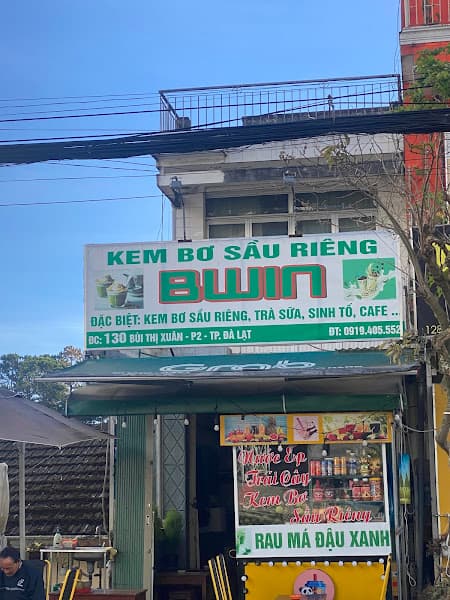 KEM BƠ SẦU RIÊNG
BWIN
ĐẶC BIỆT: KEM BƠ SẦU RIÊNG, TRÀ SỮA, SINH TỐ, CAFE ..
ĐC: 130 BÙI THỊ XUÂN - P2 - TP. ĐÀ LẠT
ĐT: 0919.405.552
128
Grab
Nước Ép
Trái Cây
Kem Bơ
Sầu Riêng
RAU MÁ ĐẬU XANH